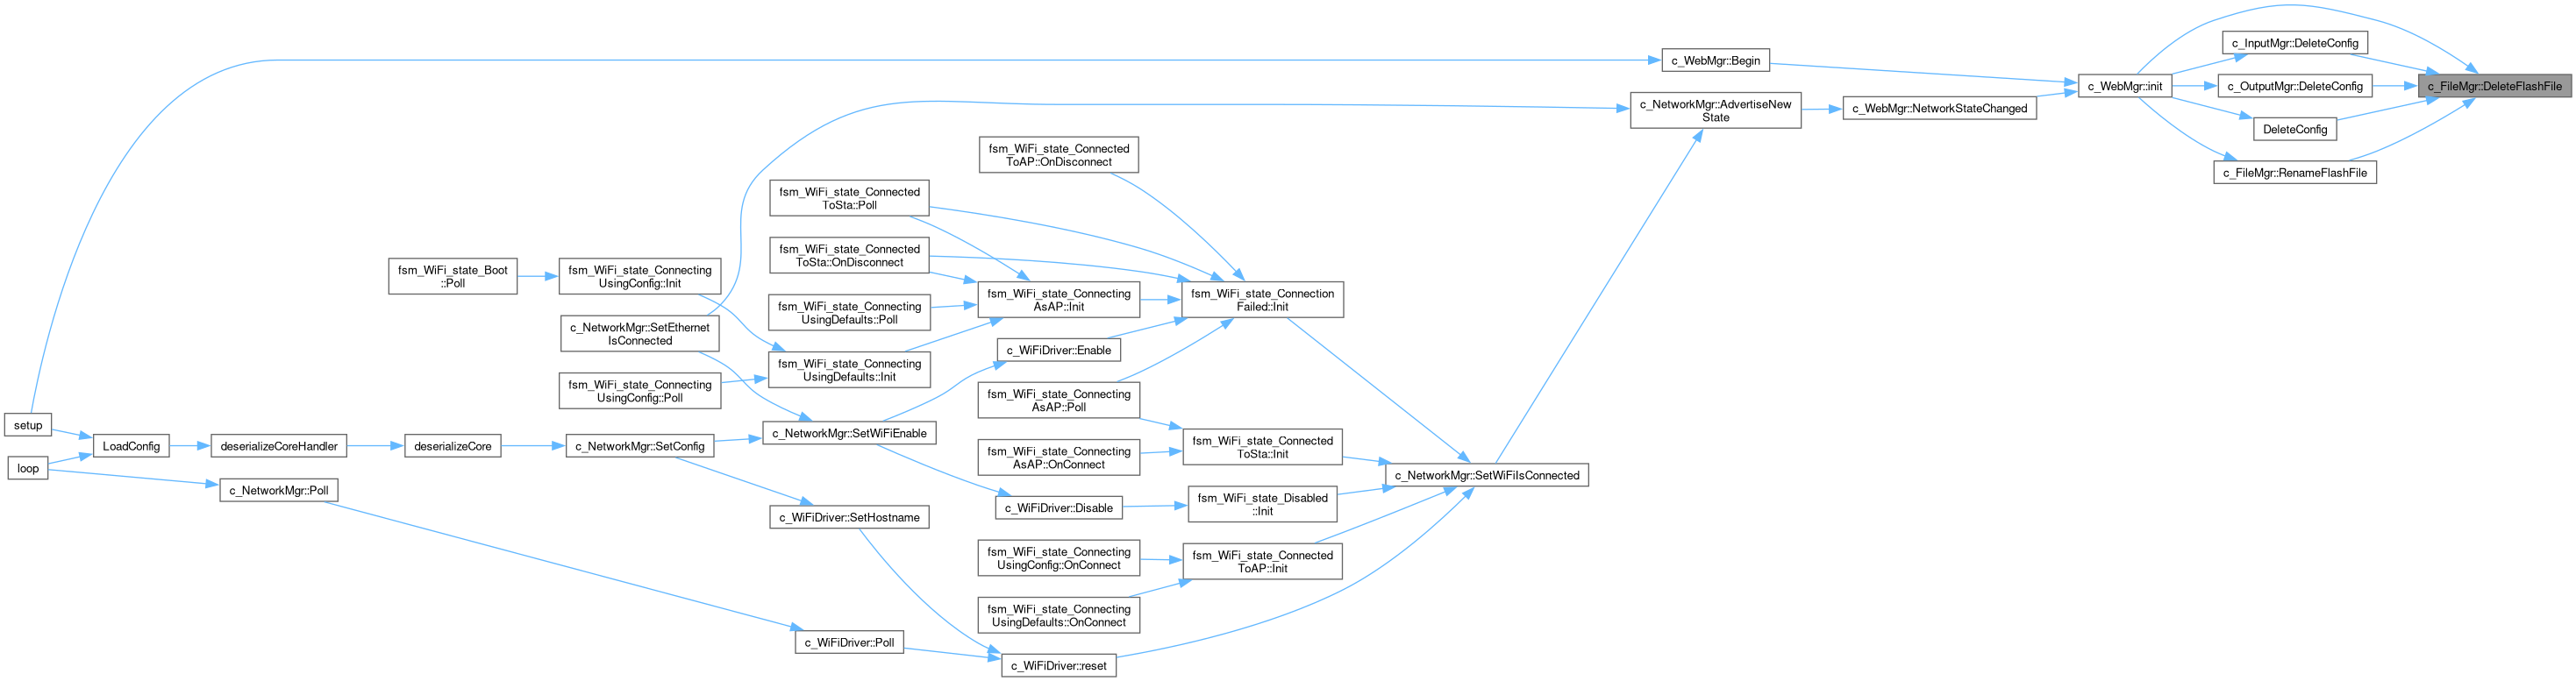 setup
loop
LoadConfig
c_NetworkMgr::Poll
deserializeCoreHandler
fsm_WiFi_state_Boot
::Poll
deserializeCore
fsm_WiFi_state_Connecting
UsingConfig::Init
c_NetworkMgr::SetEthernet
IsConnected
fsm_WiFi_state_Connecting
UsingConfig::Poll
c_NetworkMgr::SetConfig
fsm_WiFi_state_Connected
ToSta::Poll
fsm_WiFi_state_Connected
ToSta::OnDisconnect
fsm_WiFi_state_Connecting
UsingDefaults::Poll
fsm_WiFi_state_Connecting
UsingDefaults::Init
c_NetworkMgr::SetWiFiEnable
c_WiFiDriver::SetHostname
c_WiFiDriver::Poll
fsm_WiFi_state_Connected
ToAP::OnDisconnect
fsm_WiFi_state_Connecting
AsAP::Init
c_WiFiDriver::Enable
fsm_WiFi_state_Connecting
AsAP::Poll
fsm_WiFi_state_Connecting
AsAP::OnConnect
c_WiFiDriver::Disable
fsm_WiFi_state_Connecting
UsingConfig::OnConnect
fsm_WiFi_state_Connecting
UsingDefaults::OnConnect
c_WiFiDriver::reset
fsm_WiFi_state_Connection
Failed::Init
fsm_WiFi_state_Connected
ToSta::Init
fsm_WiFi_state_Disabled
::Init
fsm_WiFi_state_Connected
ToAP::Init
c_NetworkMgr::SetWiFiIsConnected
c_WebMgr::Begin
c_NetworkMgr::AdvertiseNew
State
c_WebMgr::NetworkStateChanged
c_WebMgr::init
c_InputMgr::DeleteConfig
c_OutputMgr::DeleteConfig
DeleteConfig
c_FileMgr::RenameFlashFile
c_FileMgr::DeleteFlashFile